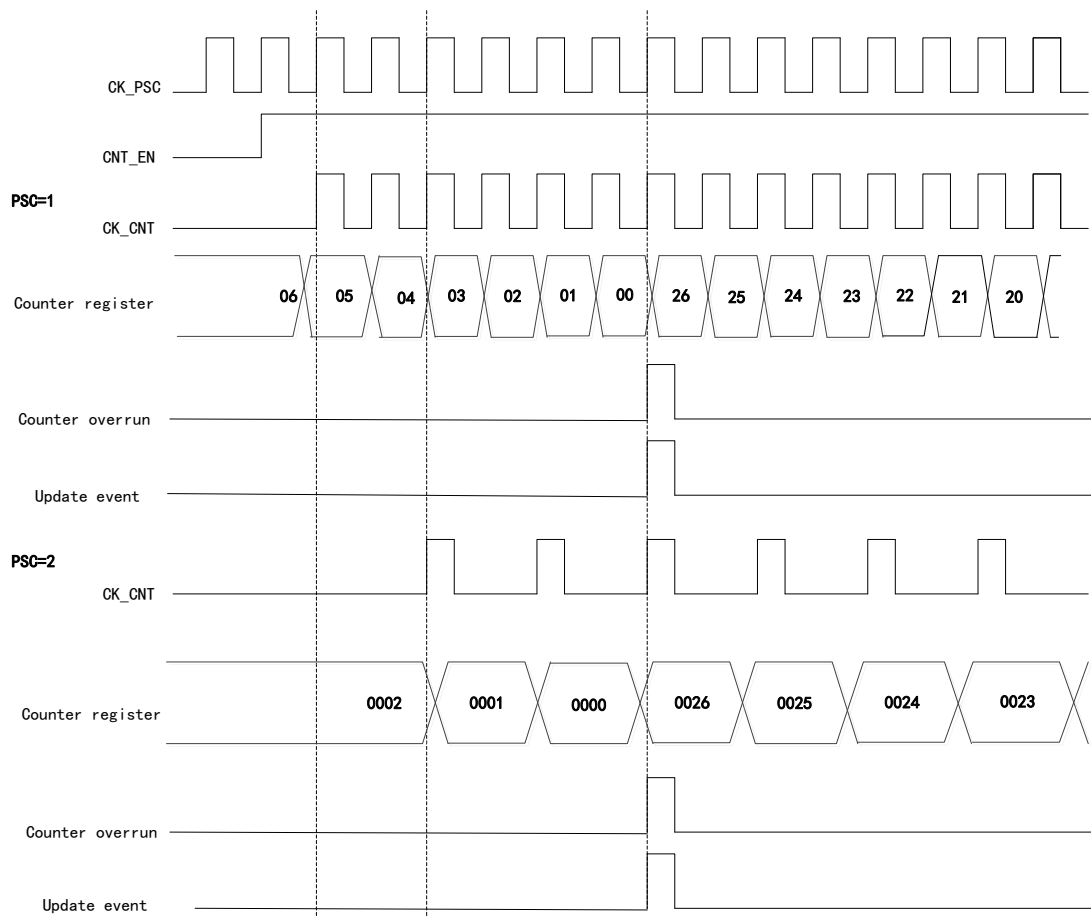 CK_PSC
CNT_EN
PSC=1
CK_CNT
Counter register 06 05 04 03 02 01 00 26 25 24 23 22 21 20
Counter overrun
Update event
PSC=2
CK_CNT
Counter register 0002 0001 0000 0026 0025 0024 0023
Counter overrun
Update event